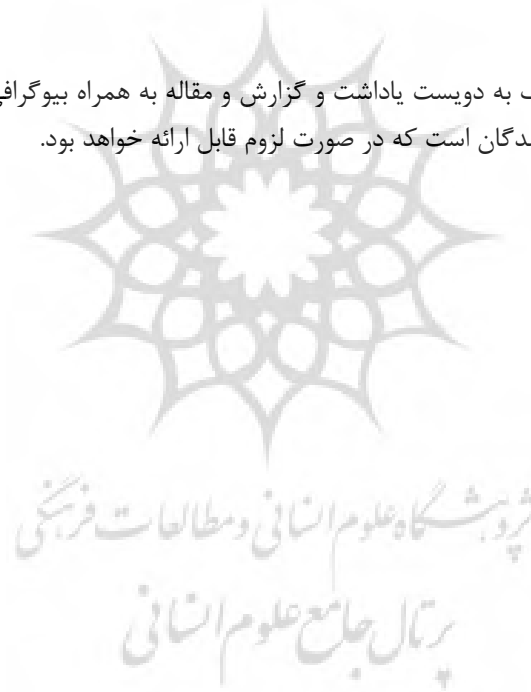 به دویست یاداشت و گزارش و مقاله به همراه
است که در صورت لزوم قابل ارائه خواهد بود.
پژوهشگاه علوم انسانی و مطالعات فرهنگی
پرتال جامع علوم انسانی